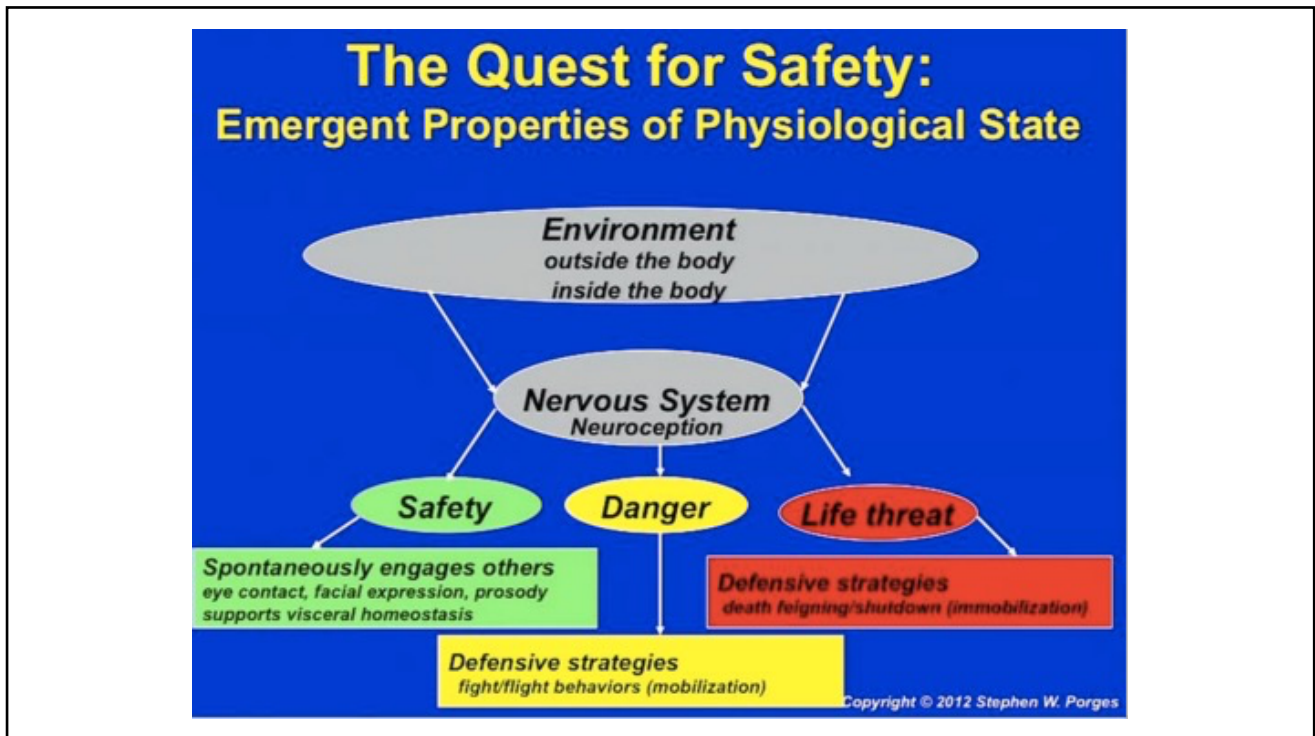 The Quest for Safety:
Emergent Properties of Physiological State
Environment
outside the body
inside the body
Nervous System
Neuroception
Safety
Danger
Life threat
Spontaneously engages others
eye contact, facial expression, prosody
supports visceral homeostasis
Defensive strategies
death feigning/shutdown (immobilization)
Defensive strategies
fight/flight behaviors (mobilization)
Copyright © 2012 Stephen W. Porges